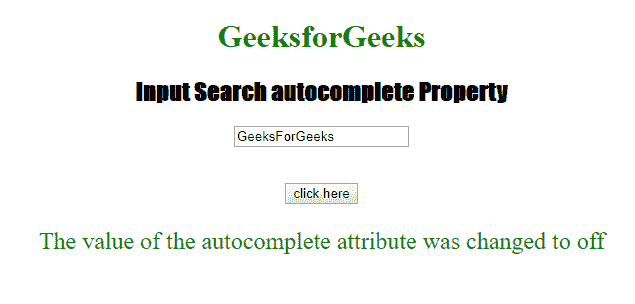 GeeksforGeeks
Input Search autocomplete Property
GeeksForGeeks
click here
The value of the autocomplete attribute was changed to off